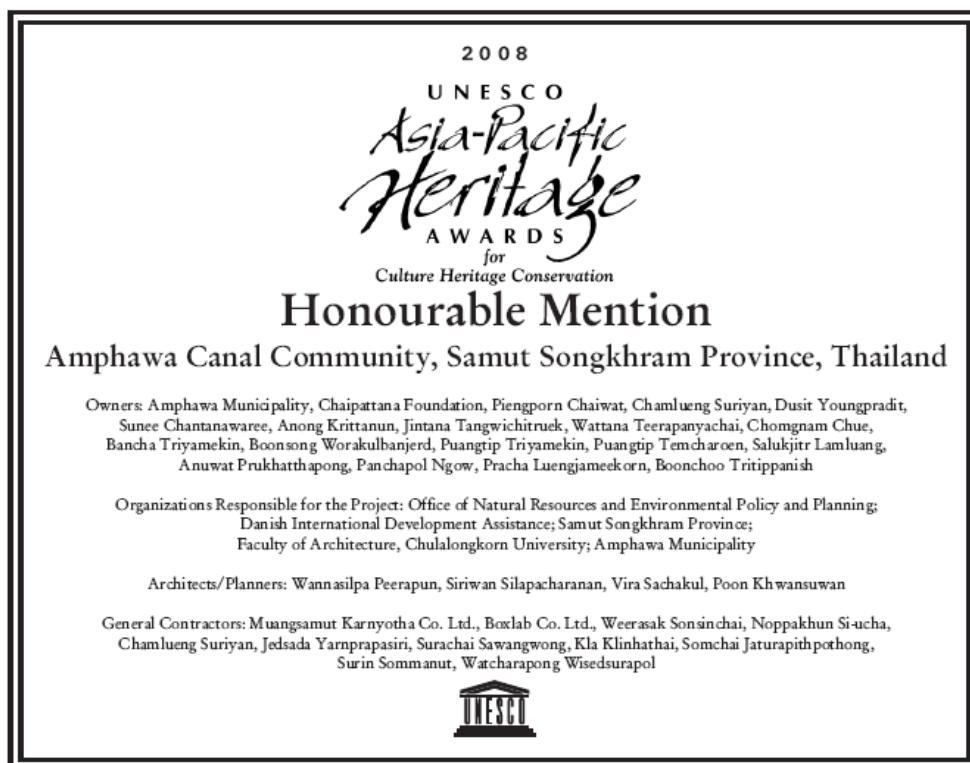 2008
UNESCO
Asia-Pacific
Heritage
AWARDS
for
Culture Heritage Conservation
Honourable Mention
Amphawa Canal Community, Samut Songkhram Province, Thailand
Owners: Amphawa Municipality, Chaipattana Foundation, Piengporn Chaiwat, Chamlueng Suriyan, Dusit Youngpradit,
Sunee Chantanawaree, Anong Krittanun, Jintana Tangwichitruek, Wattana Teerapanyachai, Chomgnam Chue,
Bancha Triyamekin, Boonsong Worakulbanjerd, Puangtip Triyamekin, Puangtip Temcharoen, Salukjitr Lamluang,
Anuwat Prukhatthapong, Panchapol Ngow, Pracha Luengjameekorn, Boonchoo Tritippanish
Organizations Responsible for the Project: Office of Natural Resources and Environmental Policy and Planning;
Danish International Development Assistance; Samut Songkhram Province;
Faculty of Architecture, Chulalongkorn University; Amphawa Municipality
Architects/Planners: Wannasilpa Peerapun, Siriwan Silapacharanan, Vira Sachakul, Poon Khwansuwan
General Contractors: Muangsamut Karnyotha Co. Ltd., Boxlab Co. Ltd., Weerasak Sonsinchai, Noppakhun Si-ucha,
Chamlueng Suriyan, Jedsada Yarnprapasiri, Surachai Sawangwong, Kla Klinhathai, Somchai Jaturapithpothong,
Surin Sommanut, Watcharapong Wisedsurapol
UNESCO